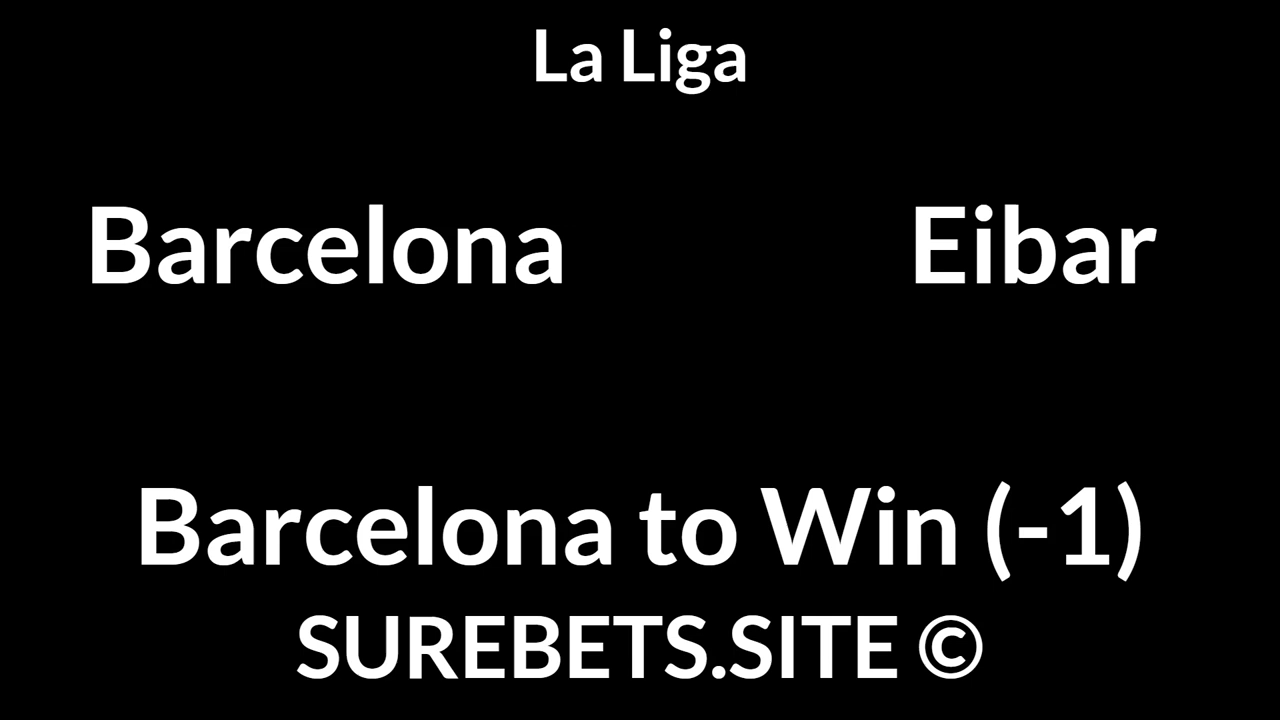 La Liga
Barcelona Eibar
Barcelona to Win (-1)
SUREBETS.SITE ©